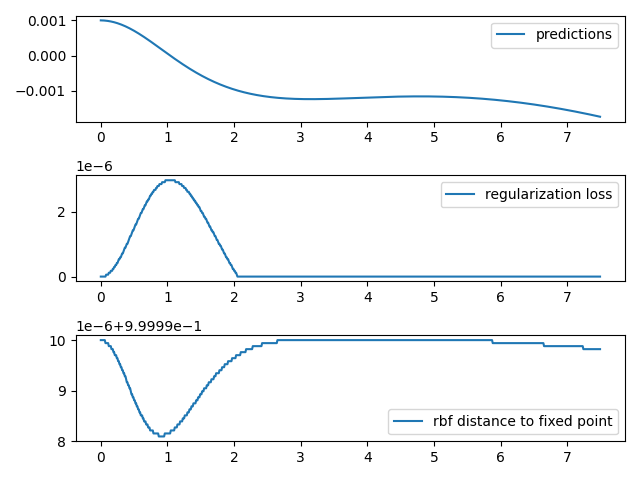 0.001
predictions
0.000
−0.001
0 1 2 3 4 5 6 7
1e−6
regularization loss
2
0
0 1 2 3 4 5 6 7
1e−6+9.9999e−1
10
9
rbf distance to fixed point
8
0 1 2 3 4 5 6 7